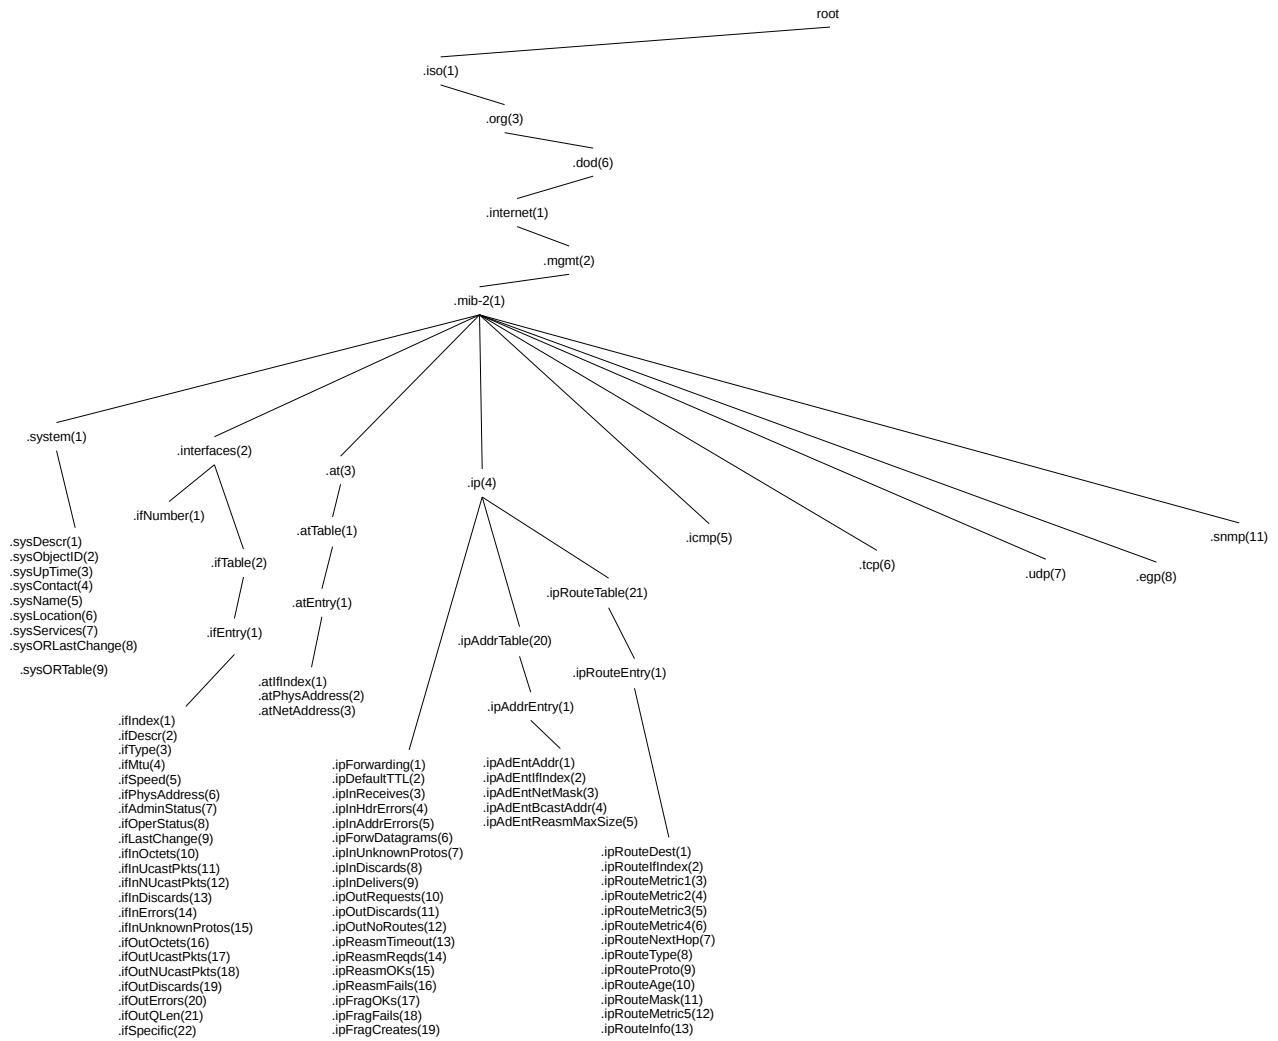 root
.iso(1)
.org(3)
.dod(6)
.internet(1)
.mgmt(2)
.mib-2(1)
.system(1)
.sysDescr(1)
.sysObjectID(2)
.sysUpTime(3)
.sysContact(4)
.sysName(5)
.sysLocation(6)
.sysServices(7)
.sysORLastChange(8)
.sysORTable(9)
.interfaces(2)
.ifNumber(1)
.ifTable(2)
.ifEntry(1)
.ifIndex(1)
.ifDescr(2)
.ifType(3)
.ifMtu(4)
.ifSpeed(5)
.ifPhysAddress(6)
.ifAdminStatus(7)
.ifOperStatus(8)
.ifLastChange(9)
.ifInOctets(10)
.ifInUcastPkts(11)
.ifInNUcastPkts(12)
.ifInDiscards(13)
.ifInErrors(14)
.ifInUnknownProtos(15)
.ifOutOctets(16)
.ifOutUcastPkts(17)
.ifOutNUcastPkts(18)
.ifOutDiscards(19)
.ifOutErrors(20)
.ifOutQLen(21)
.ifSpecific(22)
.at(3)
.atTable(1)
.atEntry(1)
.atIfIndex(1)
.atPhysAddress(2)
.atNetAddress(3)
.ip(4)
.ipForwarding(1)
.ipDefaultTTL(2)
.ipInReceives(3)
.ipInHdrErrors(4)
.ipInAddrErrors(5)
.ipForwDatagrams(6)
.ipInUnknownProtos(7)
.ipInDiscards(8)
.ipInDelivers(9)
.ipOutRequests(10)
.ipOutDiscards(11)
.ipOutNoRoutes(12)
.ipReasmTimeout(13)
.ipReasmReqds(14)
.ipReasmOKs(15)
.ipReasmFails(16)
.ipFragOKs(17)
.ipFragFails(18)
.ipFragCreates(19)
.ipAddrTable(20)
.ipAddrEntry(1)
.ipAdEntAddr(1)
.ipAdEntIfIndex(2)
.ipAdEntNetMask(3)
.ipAdEntBcastAddr(4)
.ipAdEntReasmMaxSize(5)
.ipRouteTable(21)
.ipRouteEntry(1)
.ipRouteDest(1)
.ipRouteIfIndex(2)
.ipRouteMetric1(3)
.ipRouteMetric2(4)
.ipRouteMetric3(5)
.ipRouteMetric4(6)
.ipRouteNextHop(7)
.ipRouteType(8)
.ipRouteProto(9)
.ipRouteAge(10)
.ipRouteMask(11)
.ipRouteMetric5(12)
.ipRouteInfo(13)
.icmp(5)
.tcp(6)
.udp(7)
.egp(8)
.snmp(11)